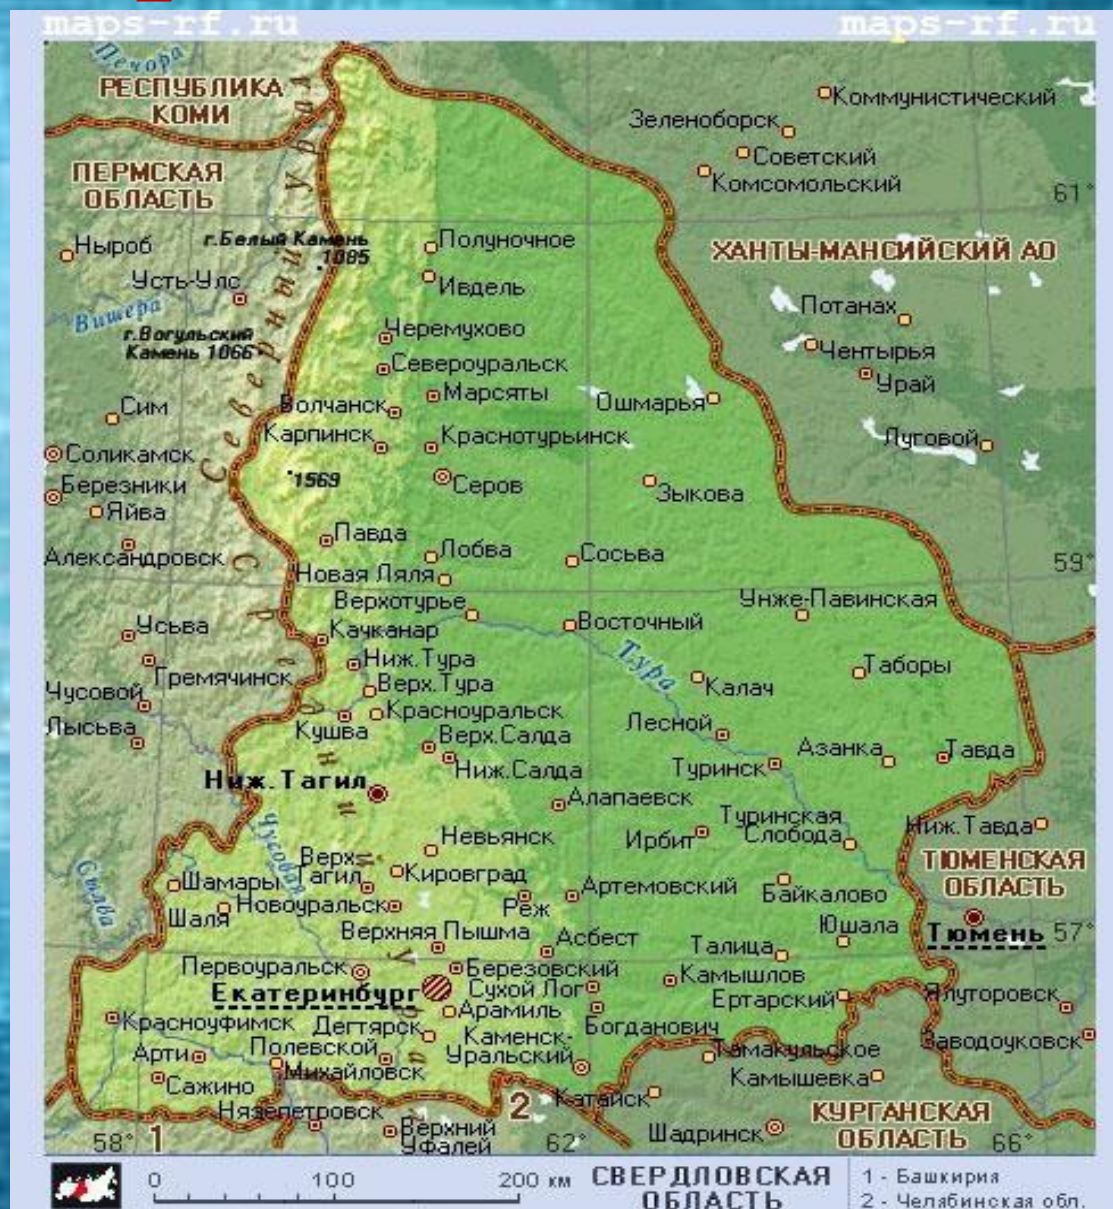 maps-rf.ru
maps-rf.ru
Печора
РЕСПУБЛИКА
КОМИ
Северный Урал
Коммунистический
Зеленоборск
Советский
Комсомольский
ПЕРМСКАЯ
ОБЛАСТЬ
61°
Ныроб
г.Белый Камень
1085
Полуночное
ХАНТЫ-МАНСИЙСКИЙ АО
Усть-Улс
Ивдель
Вишера
Потанах
г.Вогульский
Камень 1066
Черемухово
Чентырья
Североуральск
Урай
Марсяты
Ошмарья
Сим
Волчанск
Карпинск
Краснотурьинск
Луговой
Соликамск
1569
Серов
Зыкова
Березники
Яйва
Павда
Александровск
Лобва
Сосьва
59°
Новая Ляля
Верхотурье
Унже-Павинская
Усьва
Качканар
Восточный
Тура
Гремячинск
Ниж.Тура
Таборы
Чусовой
Верх.Тура
Калач
Красноуральск
Лысьва
Кушва
Верх.Салда
Лесной
Азанка
Тавда
Ниж.Салда
Туринск
Ниж.Тагил
Алапаевск
Туринская
Слобода
Ирбит
Ниж.Тавда
Чусовая
Невьянск
Верх.
Тагил
Кировград
ТЮМЕНСКАЯ
ОБЛАСТЬ
Сылва
Шамары
Артемовский
Байкалово
Шаля
Новоуральск
Реж
Юшала
Верхняя Пышма
Асбест
Талица
Тюмень
57°
Первоуральск
Березовский
Камышлов
Екатеринбург
Сухой Лог
Ертарский
Ялуторовск
Красноуфимск
Дегтярск
Арамиль
Богданович
Каменск-
Уральский
Заводоуковск
Арти
Полевской
Тамакульское
Михайловск
Камышевка
Сажино
Катайск
Нязепетровск
2
КУРГАНСКАЯ
ОБЛАСТЬ
58°
1
Верхний
Уфалей
62°
Шадринск
66°
0 100 200 км
СВЕРДЛОВСКАЯ
ОБЛАСТЬ
1 - Башкирия
2 - Челябинская обл.